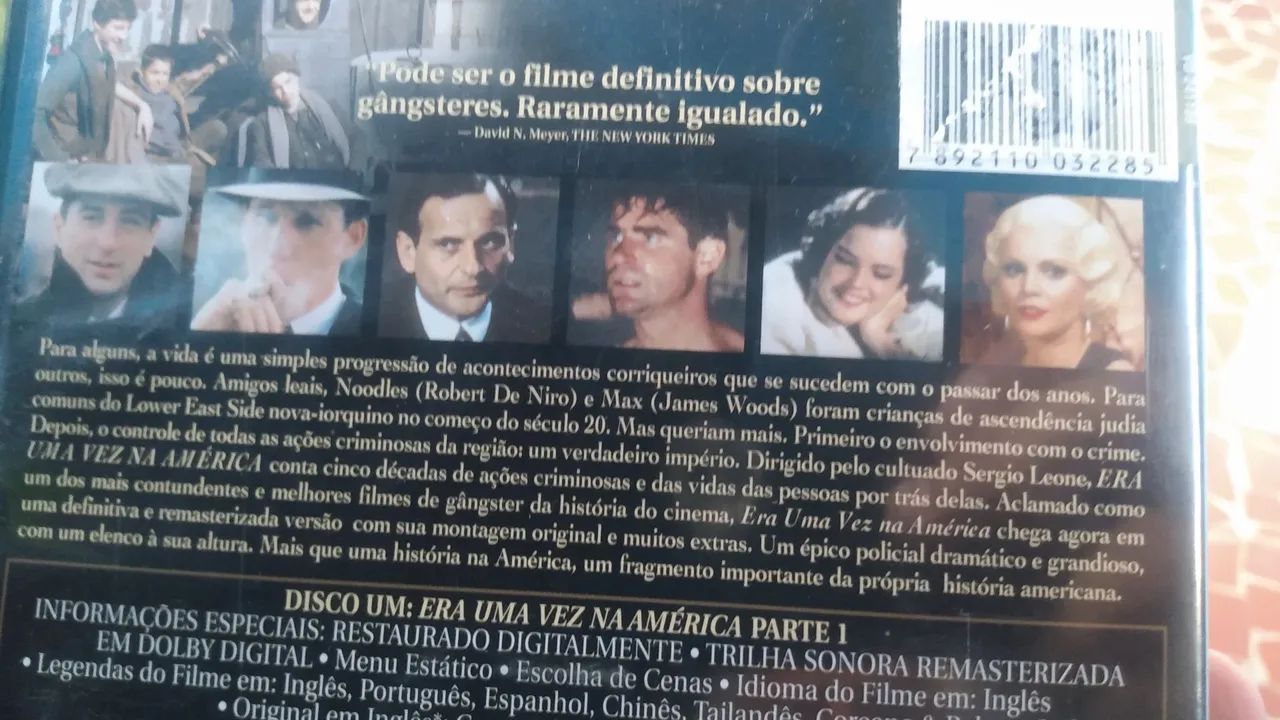 "Pode ser o filme definitivo sobre
gângsteres. Raramente igualado."
— David N. Meyer, THE NEW YORK TIMES
7 892110 032285
Para alguns, a vida é uma simples progressão de acontecimentos corriqueiros que se sucedem com o passar dos anos. Para
outros, isso é pouco. Amigos leais, Noodles (Robert De Niro) e Max (James Woods) foram crianças de ascendência judia
comuns do Lower East Side nova-iorquino no começo do século 20. Mas queriam mais. Primeiro o envolvimento com o crime.
Depois, o controle de todas as ações criminosas da região: um verdadeiro império. Dirigido pelo cultuado Sergio Leone, ERA
UMA VEZ NA AMÉRICA conta cinco décadas de ações criminosas e das vidas das pessoas por trás delas. Aclamado como
um dos mais contundentes e melhores filmes de gângster da história do cinema, Era Uma Vez na América chega agora em
uma definitiva e remasterizada versão com sua montagem original e muitos extras. Um épico policial dramático e grandioso,
com um elenco à sua altura. Mais que uma história na América, um fragmento importante da própria história americana.
DISCO UM: ERA UMA VEZ NA AMÉRICA PARTE 1
INFORMAÇÕES ESPECIAIS: RESTAURADO DIGITALMENTE • TRILHA SONORA REMASTERIZADA
EM DOLBY DIGITAL • Menu Estático • Escolha de Cenas • Idioma do Filme em: Inglês
• Legendas do Filme em: Inglês, Português, Espanhol, Chinês, Tailandês,
• Original em Inglês*: